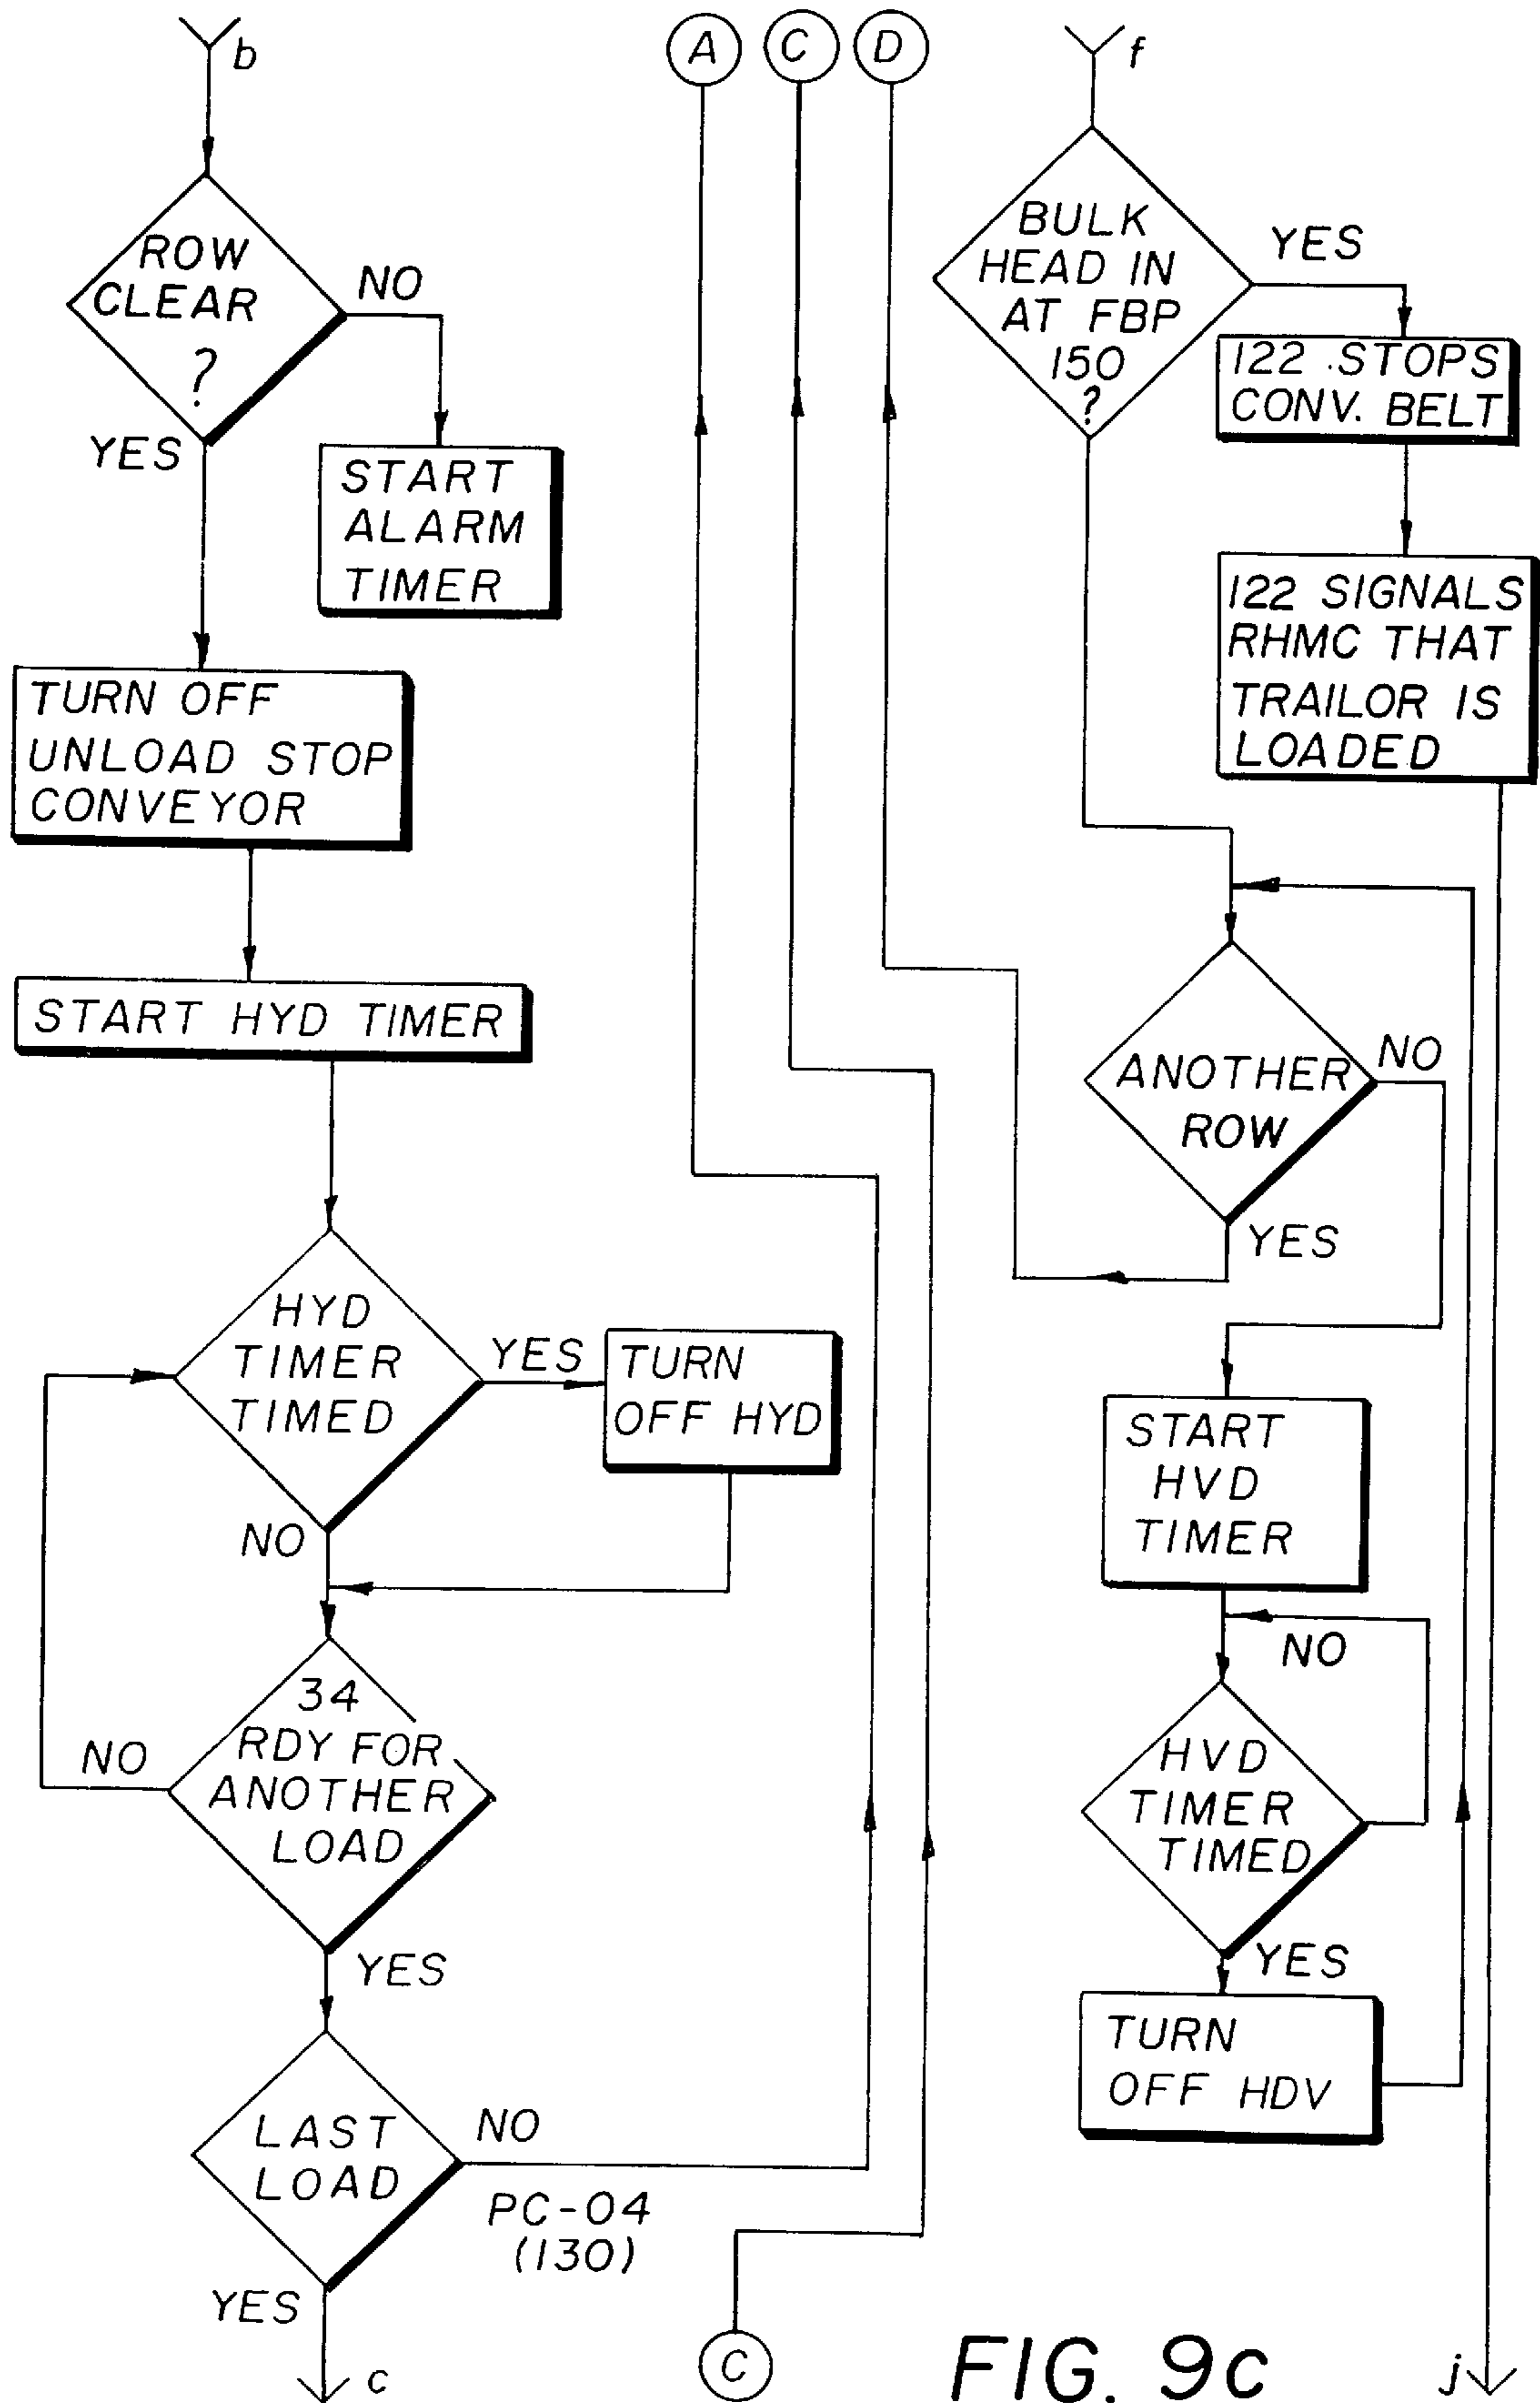 b
ROW
CLEAR
?
NO
YES
START
ALARM
TIMER
TURN OFF
UNLOAD STOP
CONVEYOR
START HYD TIMER
HYD
TIMER
TIMED
YES
TURN
OFF HYD
NO
34
RDY FOR
ANOTHER
LOAD
NO
YES
LAST
LOAD
NO
PC-04
(130)
YES
c
A
C
D
C
f
BULK
HEAD IN
AT FBP
150
?
YES
122 .STOPS
CONV. BELT
122 SIGNALS
RHMC THAT
TRAILOR IS
LOADED
ANOTHER
ROW
NO
YES
START
HVD
TIMER
NO
HVD
TIMER
TIMED
YES
TURN
OFF HDV
j
FIG. 9c